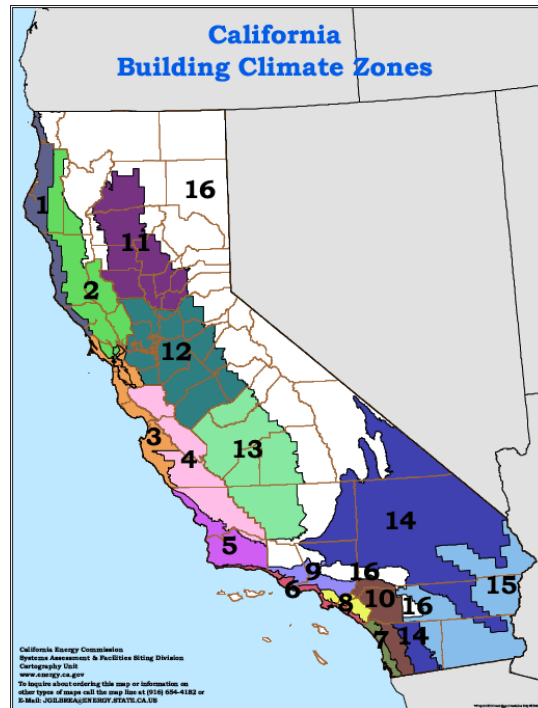 California
Building Climate Zones
16
1
11
2
12
3
13
4
14
5
9
16
15
6
10
8
16
7
14
California Energy Commission
Systems Assessment & Facilities Siting Division
Cartography Unit
www.energy.ca.gov
To inquire about ordering this map or information on
other types of maps call the map line at (916) 654-4182 or
E-Mail: JGILBREA@ENERGY.STATE.CA.US